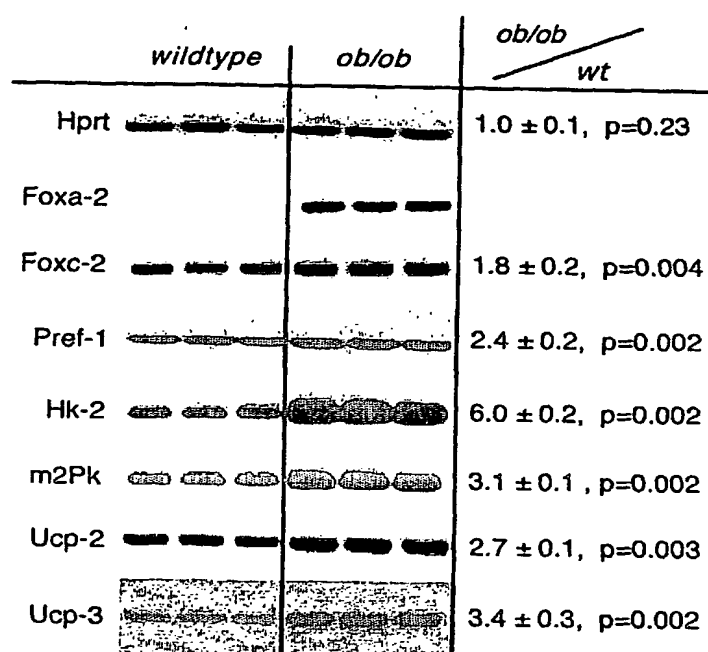 wildtype ob/ob ob/ob
wt
Hprt 1.0 ± 0.1, p=0.23
Foxa-2
Foxc-2 1.8 ± 0.2, p=0.004
Pref-1 2.4 ± 0.2, p=0.002
Hk-2 6.0 ± 0.2, p=0.002
m2Pk 3.1 ± 0.1 , p=0.002
Ucp-2 2.7 ± 0.1, p=0.003
Ucp-3 3.4 ± 0.3, p=0.002